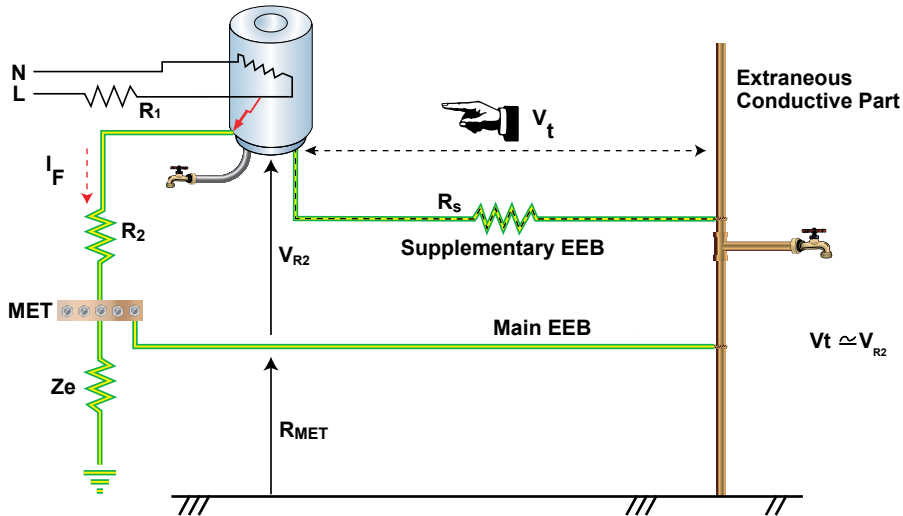 N
L
R1
Extraneous
Conductive Part
Vt
IF
R2
Rs
Supplementary EEB
VR2
MET
Main EEB
Vt ≃VR2
Ze
RMET